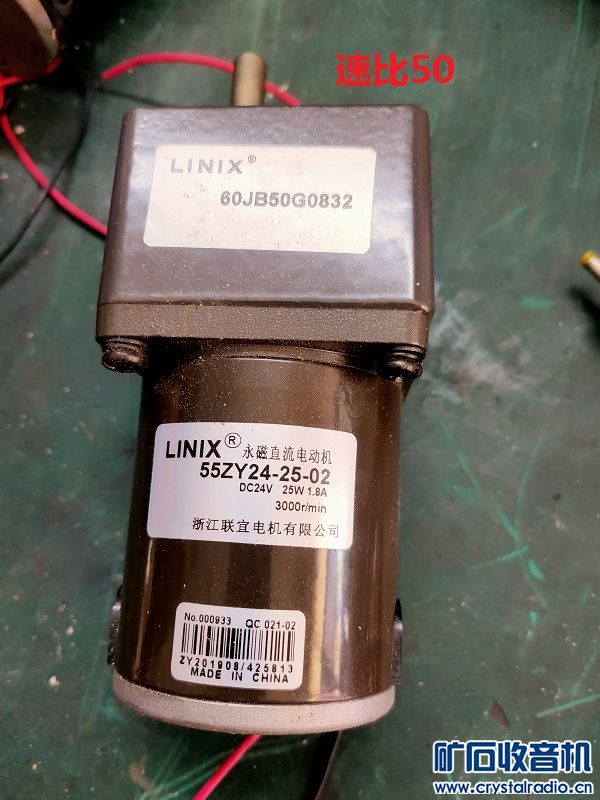 速比50
LINIX®
60JB50G0832
LINIX® 永磁直流电动机
55ZY24-25-02
DC24V 25W 1.8A
3000r/min
浙江联宜电机有限公司
No.000933 QC 021-02
ZY201908/425813
MADE IN CHINA
矿石收音机
www.crystalradio.cn